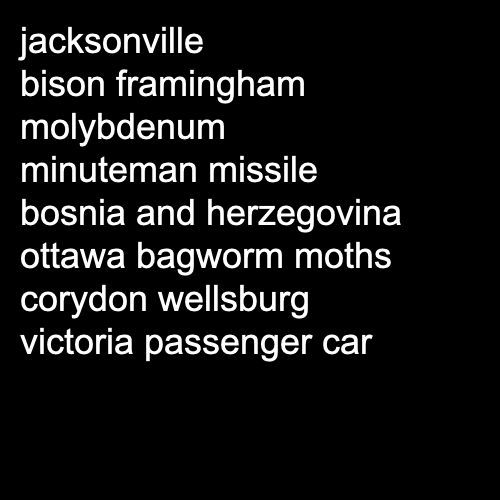 jacksonville
bison framingham
molybdenum
minuteman missile
bosnia and herzegovina
ottawa bagworm moths
corydon wellsburg
victoria passenger car